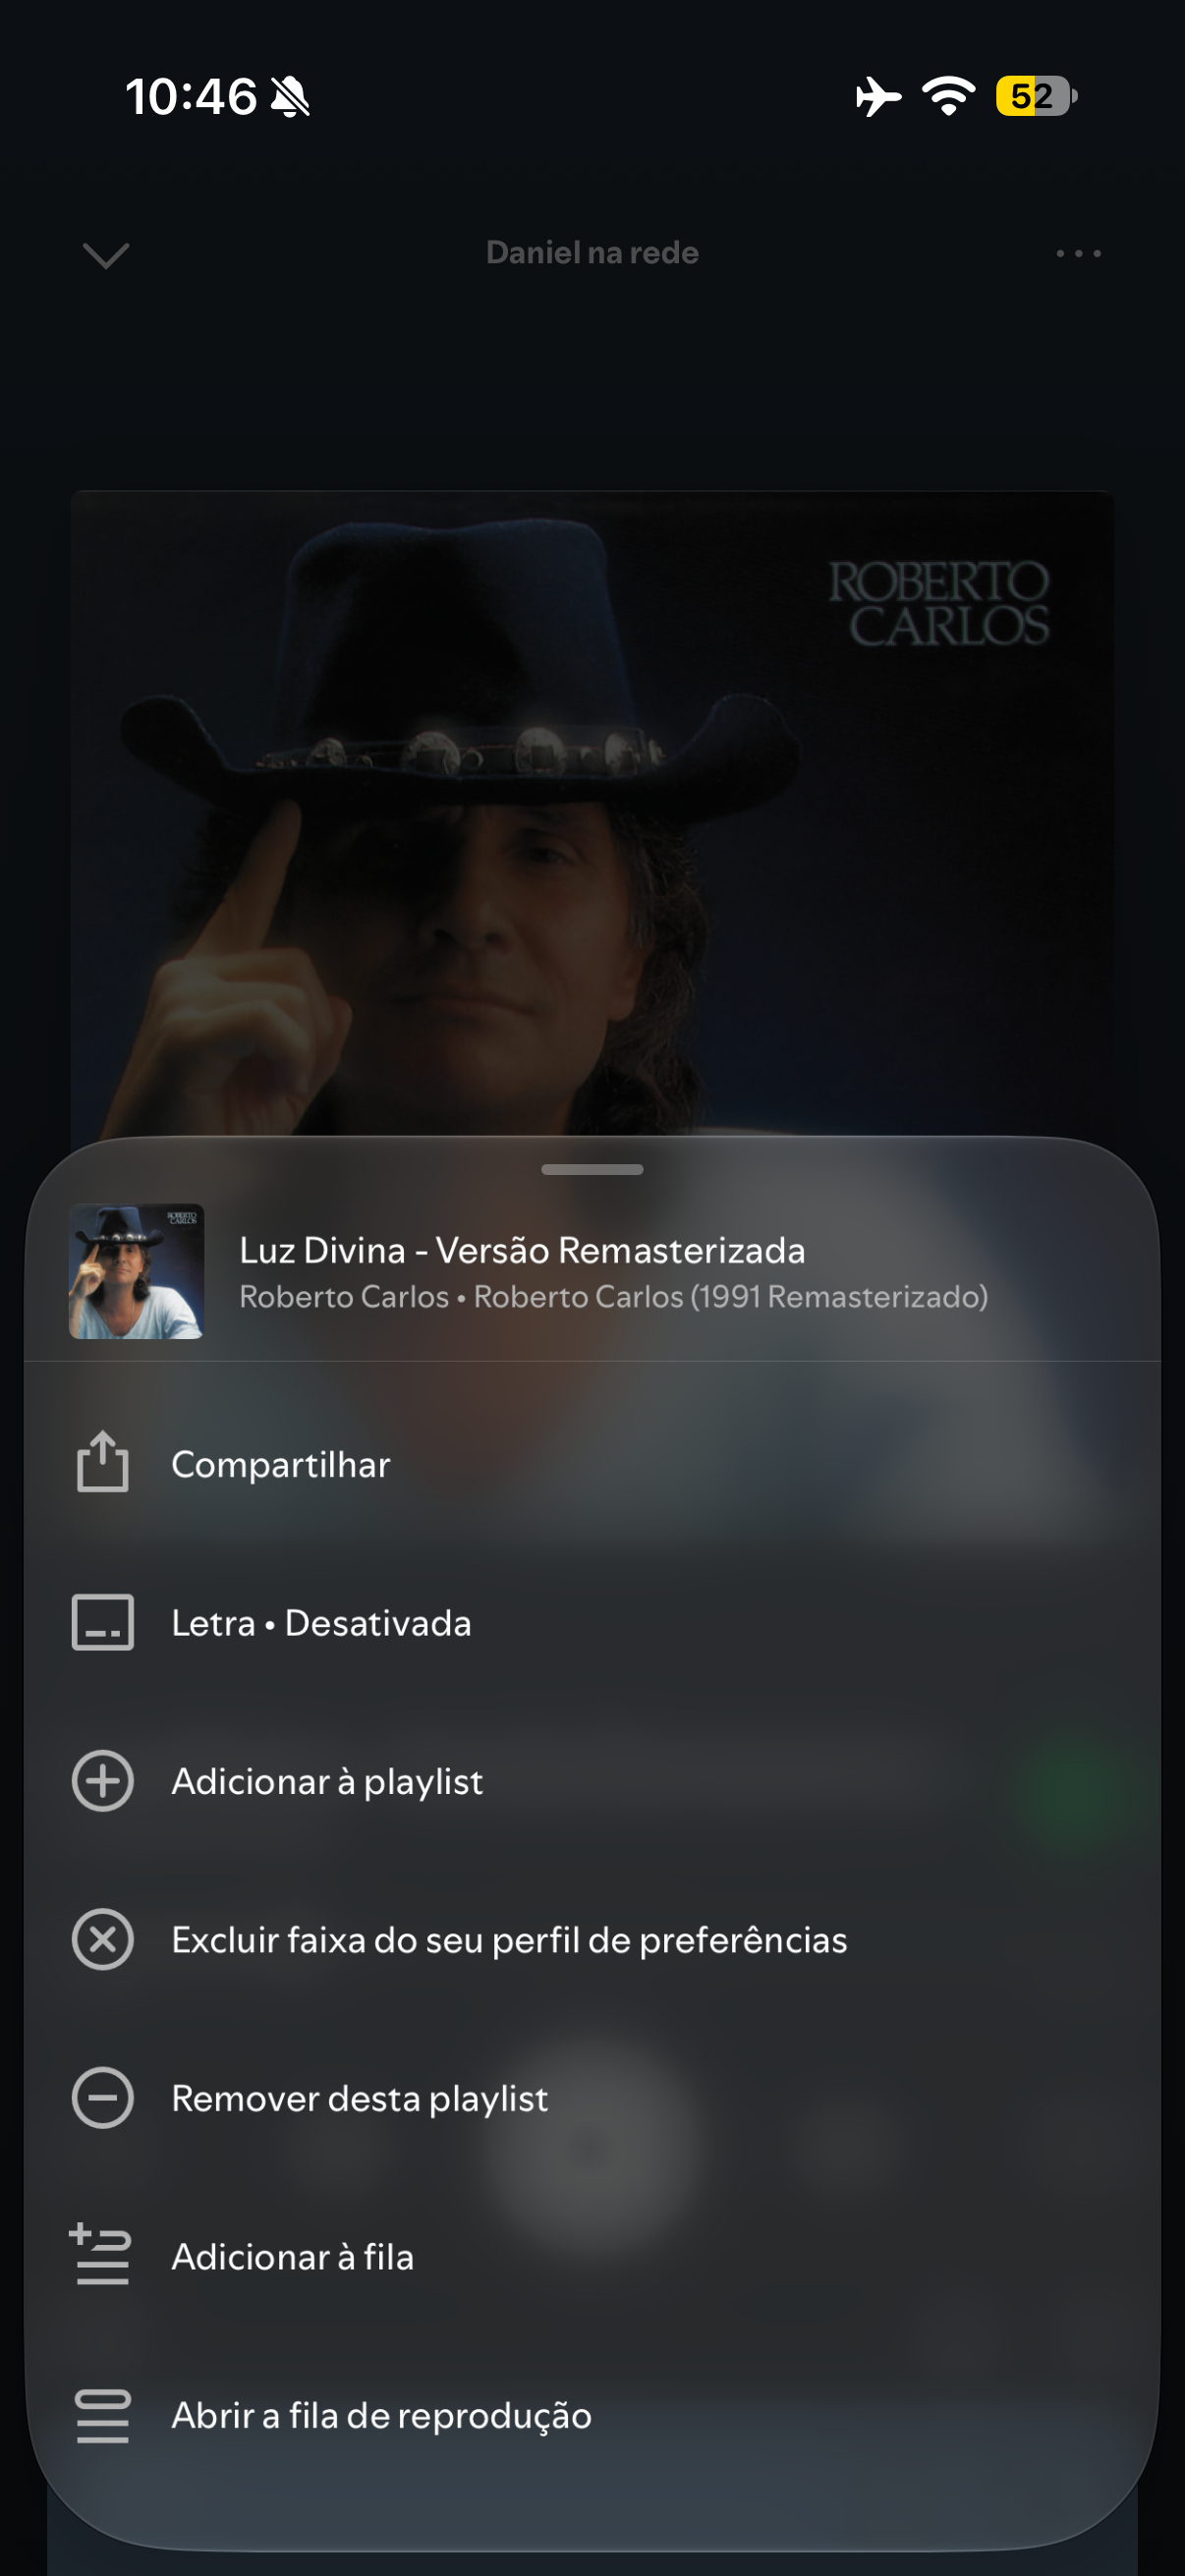 10:46
52
Daniel na rede
ROBERTO
CARLOS
ROBERTO
CARLOS
Luz Divina - Versão Remasterizada
Roberto Carlos • Roberto Carlos (1991 Remasterizado)
Compartilhar
Letra • Desativada
Adicionar à playlist
Excluir faixa do seu perfil de preferências
Remover desta playlist
Adicionar à fila
Abrir a fila de reprodução